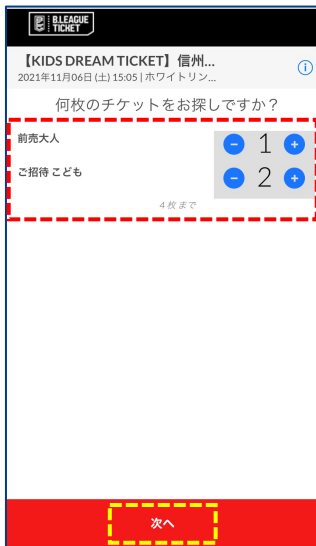 B.LEAGUE
TICKET
【KIDS DREAM TICKET】信州...
2021年11月06日 (土) 15:05 | ホワイトリン...
何枚のチケットをお探しですか？
前売大人
- 1 +
ご招待 こども
- 2 +
4枚まで
次へ